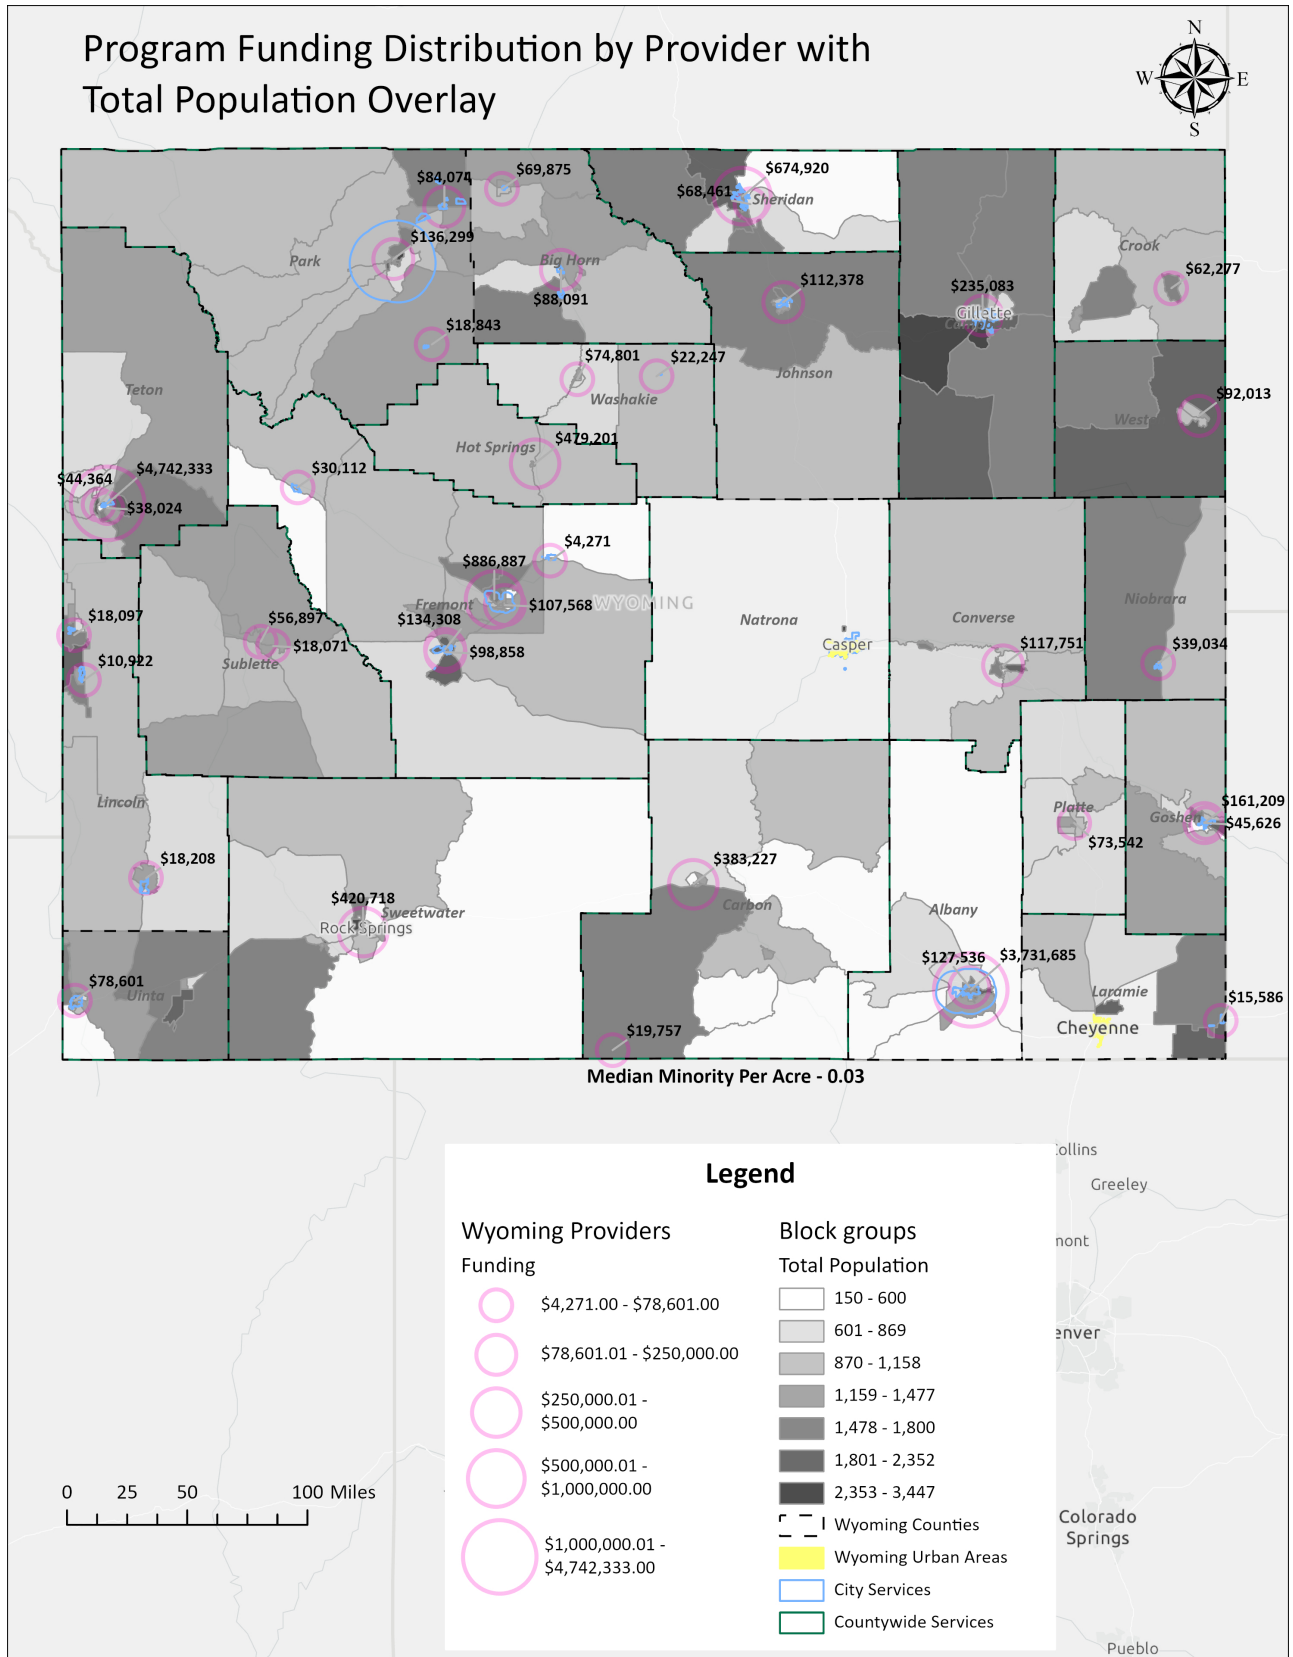 Program Funding Distribution by Provider with
Total Population Overlay
N
W
E
S
$84,074
$69,875
$674,920
$68,461
Sheridan
$136,299
Park
Big Horn
$88,091
Crook
$62,277
$112,378
$235,083
Gillette
$18,843
$74,801
$22,247
Johnson
Teton
Washakie
West
$92,013
Hot Springs
$479,201
$44,364
$4,742,333
$30,112
$38,024
$4,271
$886,887
WYOMING
Fremont
$107,568
$134,308
$98,858
Natrona
Casper
Converse
Niobrara
$18,097
$56,897
$18,071
Sublette
$10,922
$117,751
$39,034
Lincoln
Platte
$73,542
Goshen
$161,209
$45,626
$18,208
$383,227
Carbon
$420,718
Sweetwater
Rock Springs
Albany
$127,536
$3,731,685
$78,601
Uinta
Laramie
$15,586
Cheyenne
$19,757
Median Minority Per Acre - 0.03
Legend
Wyoming Providers
Funding
$4,271.00 - $78,601.00
$78,601.01 - $250,000.00
$250,000.01 -
$500,000.00
$500,000.01 -
$1,000,000.00
$1,000,000.01 -
$4,742,333.00
Block groups
Total Population
150 - 600
601 - 869
870 - 1,158
1,159 - 1,477
1,478 - 1,800
1,801 - 2,352
2,353 - 3,447
Wyoming Counties
Wyoming Urban Areas
City Services
Countywide Services
0 25 50 100 Miles
ollins
Greeley
mont
enver
Colorado
Springs
Pueblo